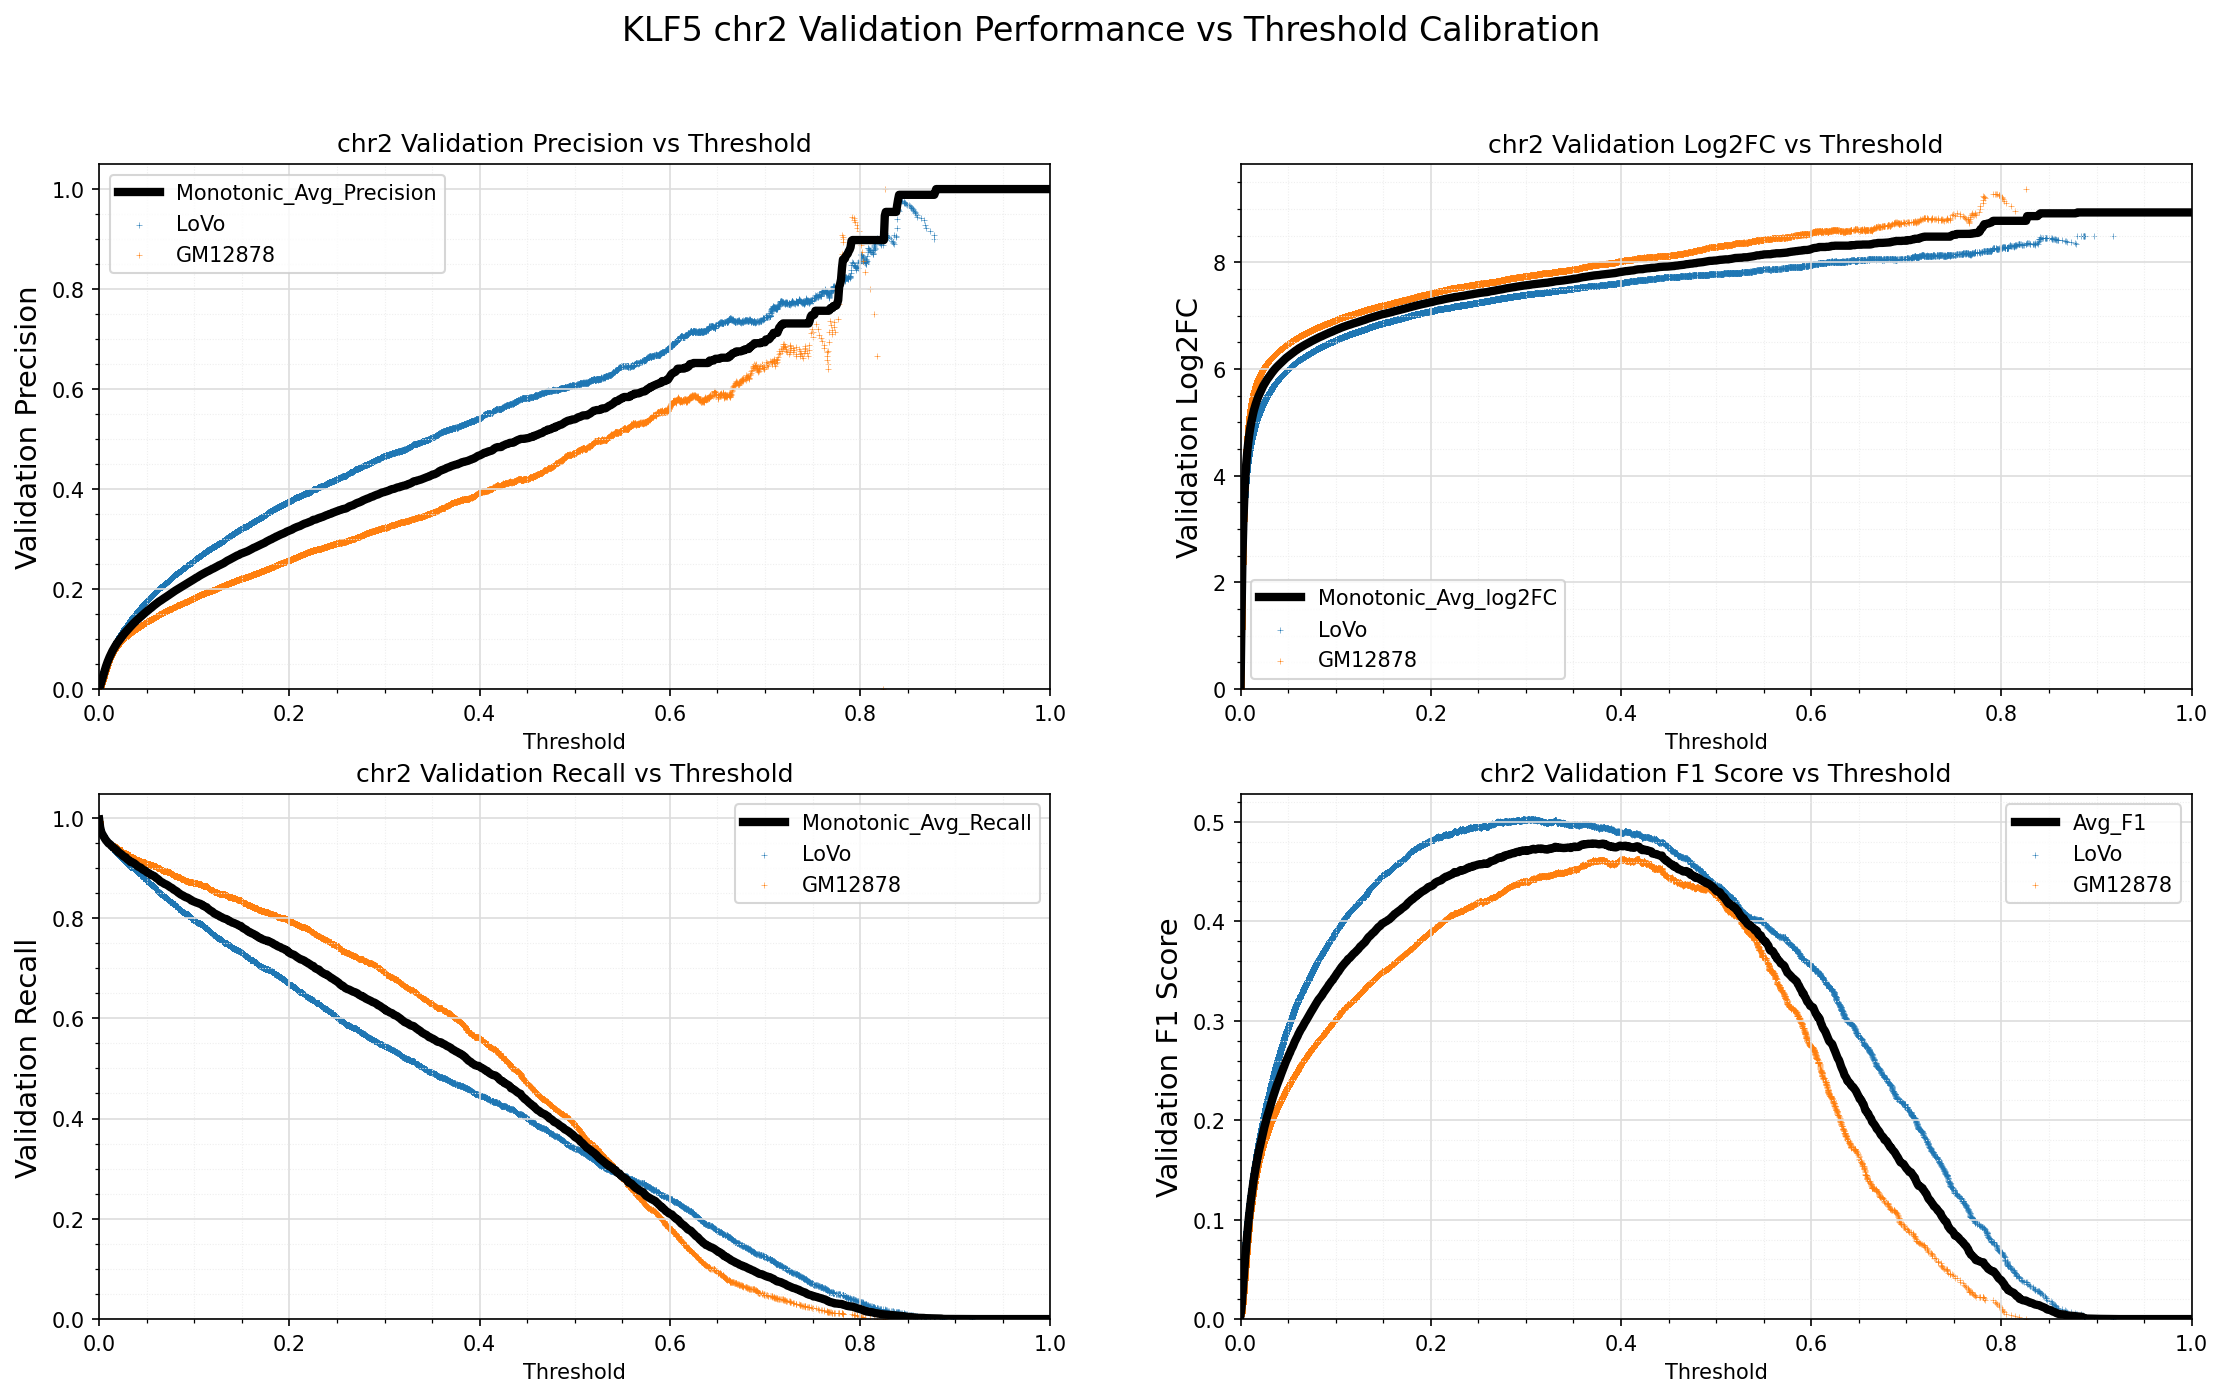 KLF5 chr2 Validation Performance vs Threshold Calibration
chr2 Validation Precision vs Threshold
Validation Precision
1.0
0.8
0.6
0.4
0.2
0.0
Monotonic_Avg_Precision
LoVo
GM12878
0.0 0.2 0.4 0.6 0.8 1.0
Threshold
chr2 Validation Log2FC vs Threshold
Validation Log2FC
8
6
4
2
0
Monotonic_Avg_log2FC
LoVo
GM12878
0.0 0.2 0.4 0.6 0.8 1.0
Threshold
chr2 Validation Recall vs Threshold
Validation Recall
1.0
0.8
0.6
0.4
0.2
0.0
Monotonic_Avg_Recall
LoVo
GM12878
0.0 0.2 0.4 0.6 0.8 1.0
Threshold
chr2 Validation F1 Score vs Threshold
Validation F1 Score
0.5
0.4
0.3
0.2
0.1
0.0
Avg_F1
LoVo
GM12878
0.0 0.2 0.4 0.6 0.8 1.0
Threshold